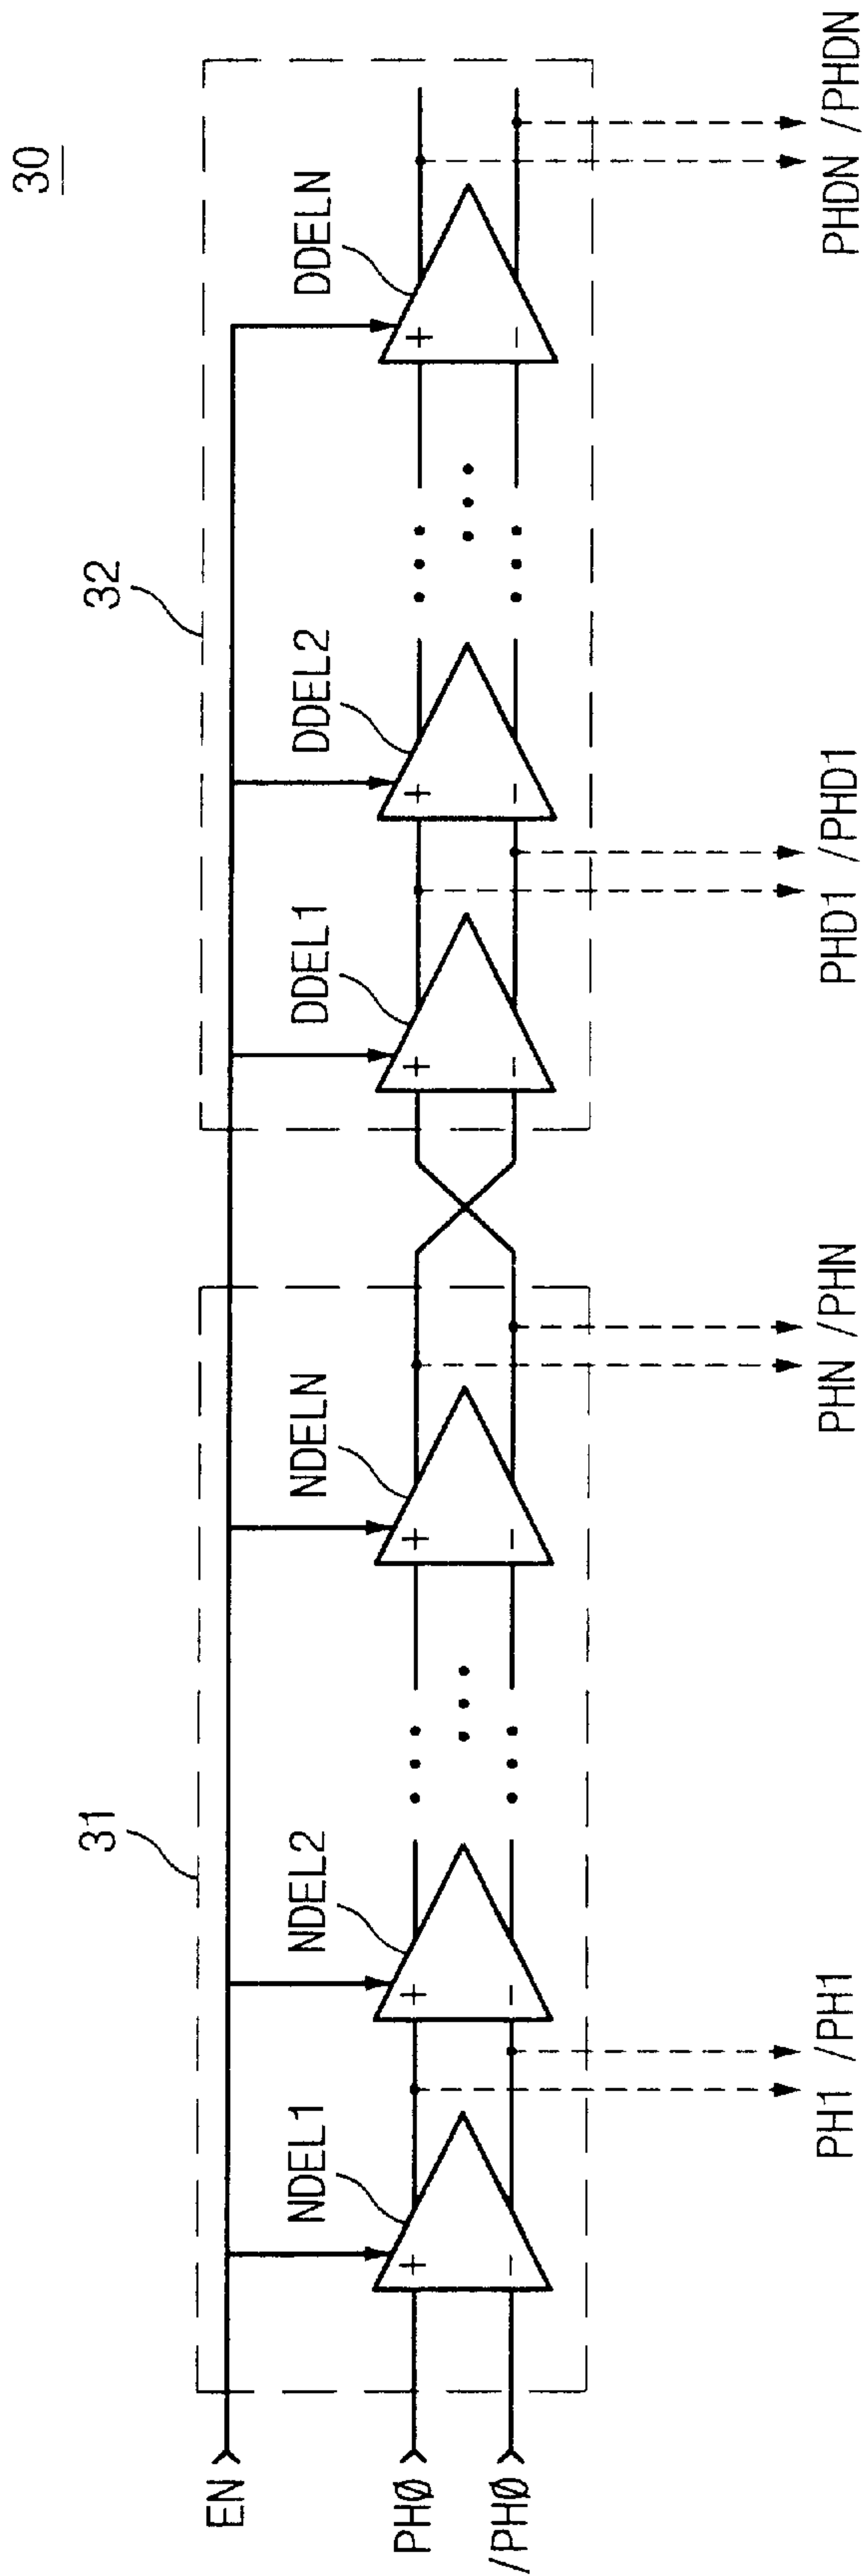 30
31
32
EN
NDEL1
NDEL2
NDELN
DDEL1
DDEL2
DDELN
PHØ
/PHØ
+
−
+
−
+
−
+
−
+
−
+
−
PH1 /PH1
PHN /PHN
PHD1 /PHD1
PHDN /PHDN